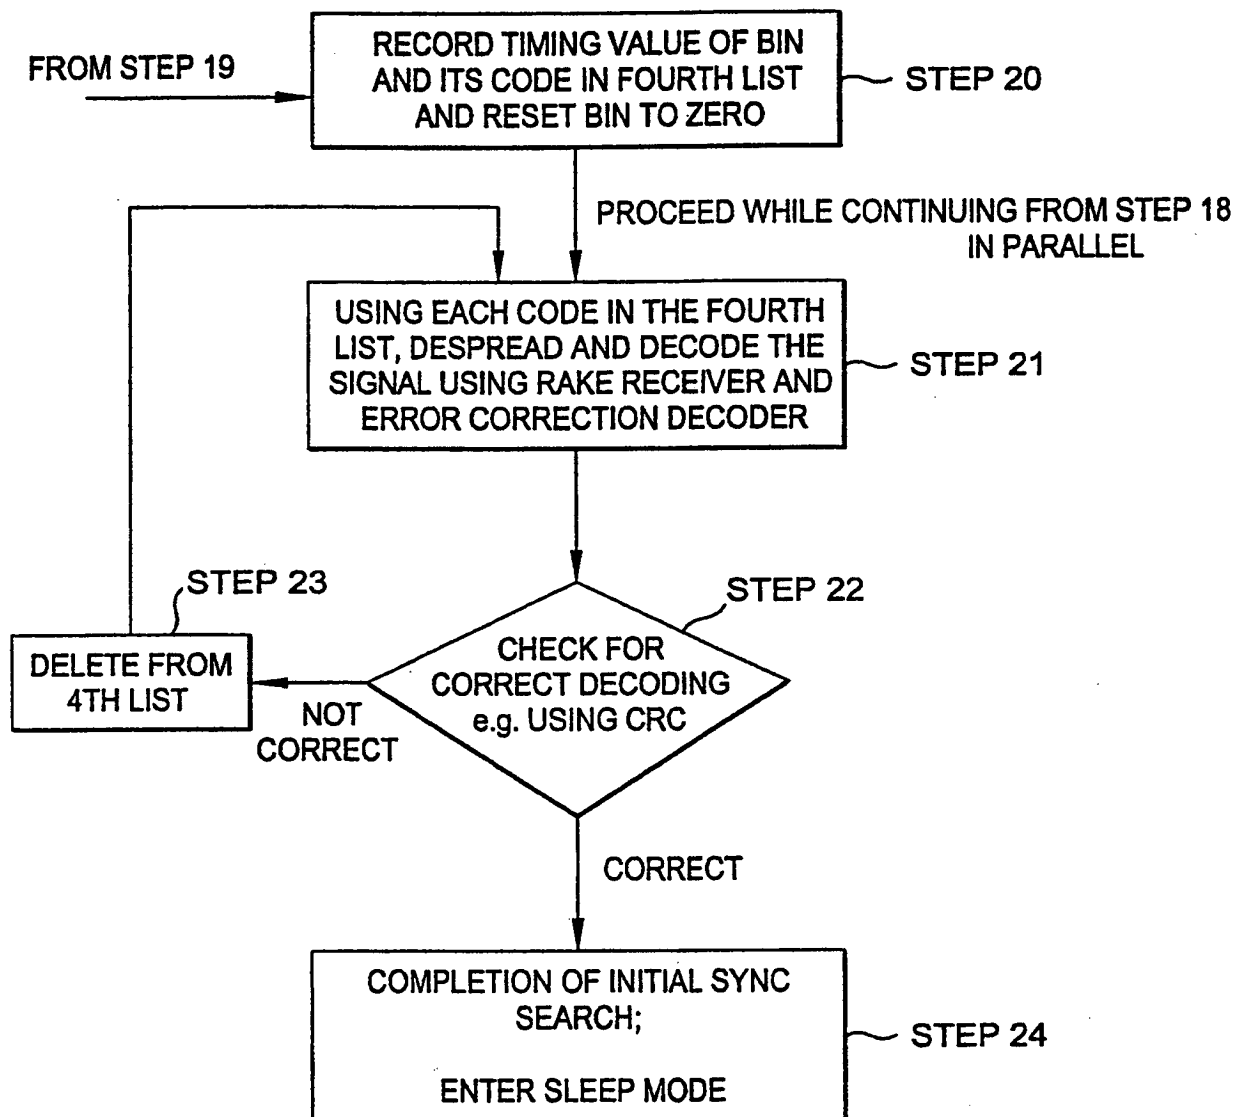 RECORD TIMING VALUE OF BIN
AND ITS CODE IN FOURTH LIST
AND RESET BIN TO ZERO
FROM STEP 19
STEP 20
PROCEED WHILE CONTINUING FROM STEP 18
IN PARALLEL
USING EACH CODE IN THE FOURTH
LIST, DESPREAD AND DECODE THE
SIGNAL USING RAKE RECEIVER AND
ERROR CORRECTION DECODER
STEP 21
STEP 23
STEP 22
DELETE FROM
4TH LIST
NOT
CORRECT
CHECK FOR
CORRECT DECODING
e.g. USING CRC
CORRECT
COMPLETION OF INITIAL SYNC
SEARCH;
ENTER SLEEP MODE
STEP 24